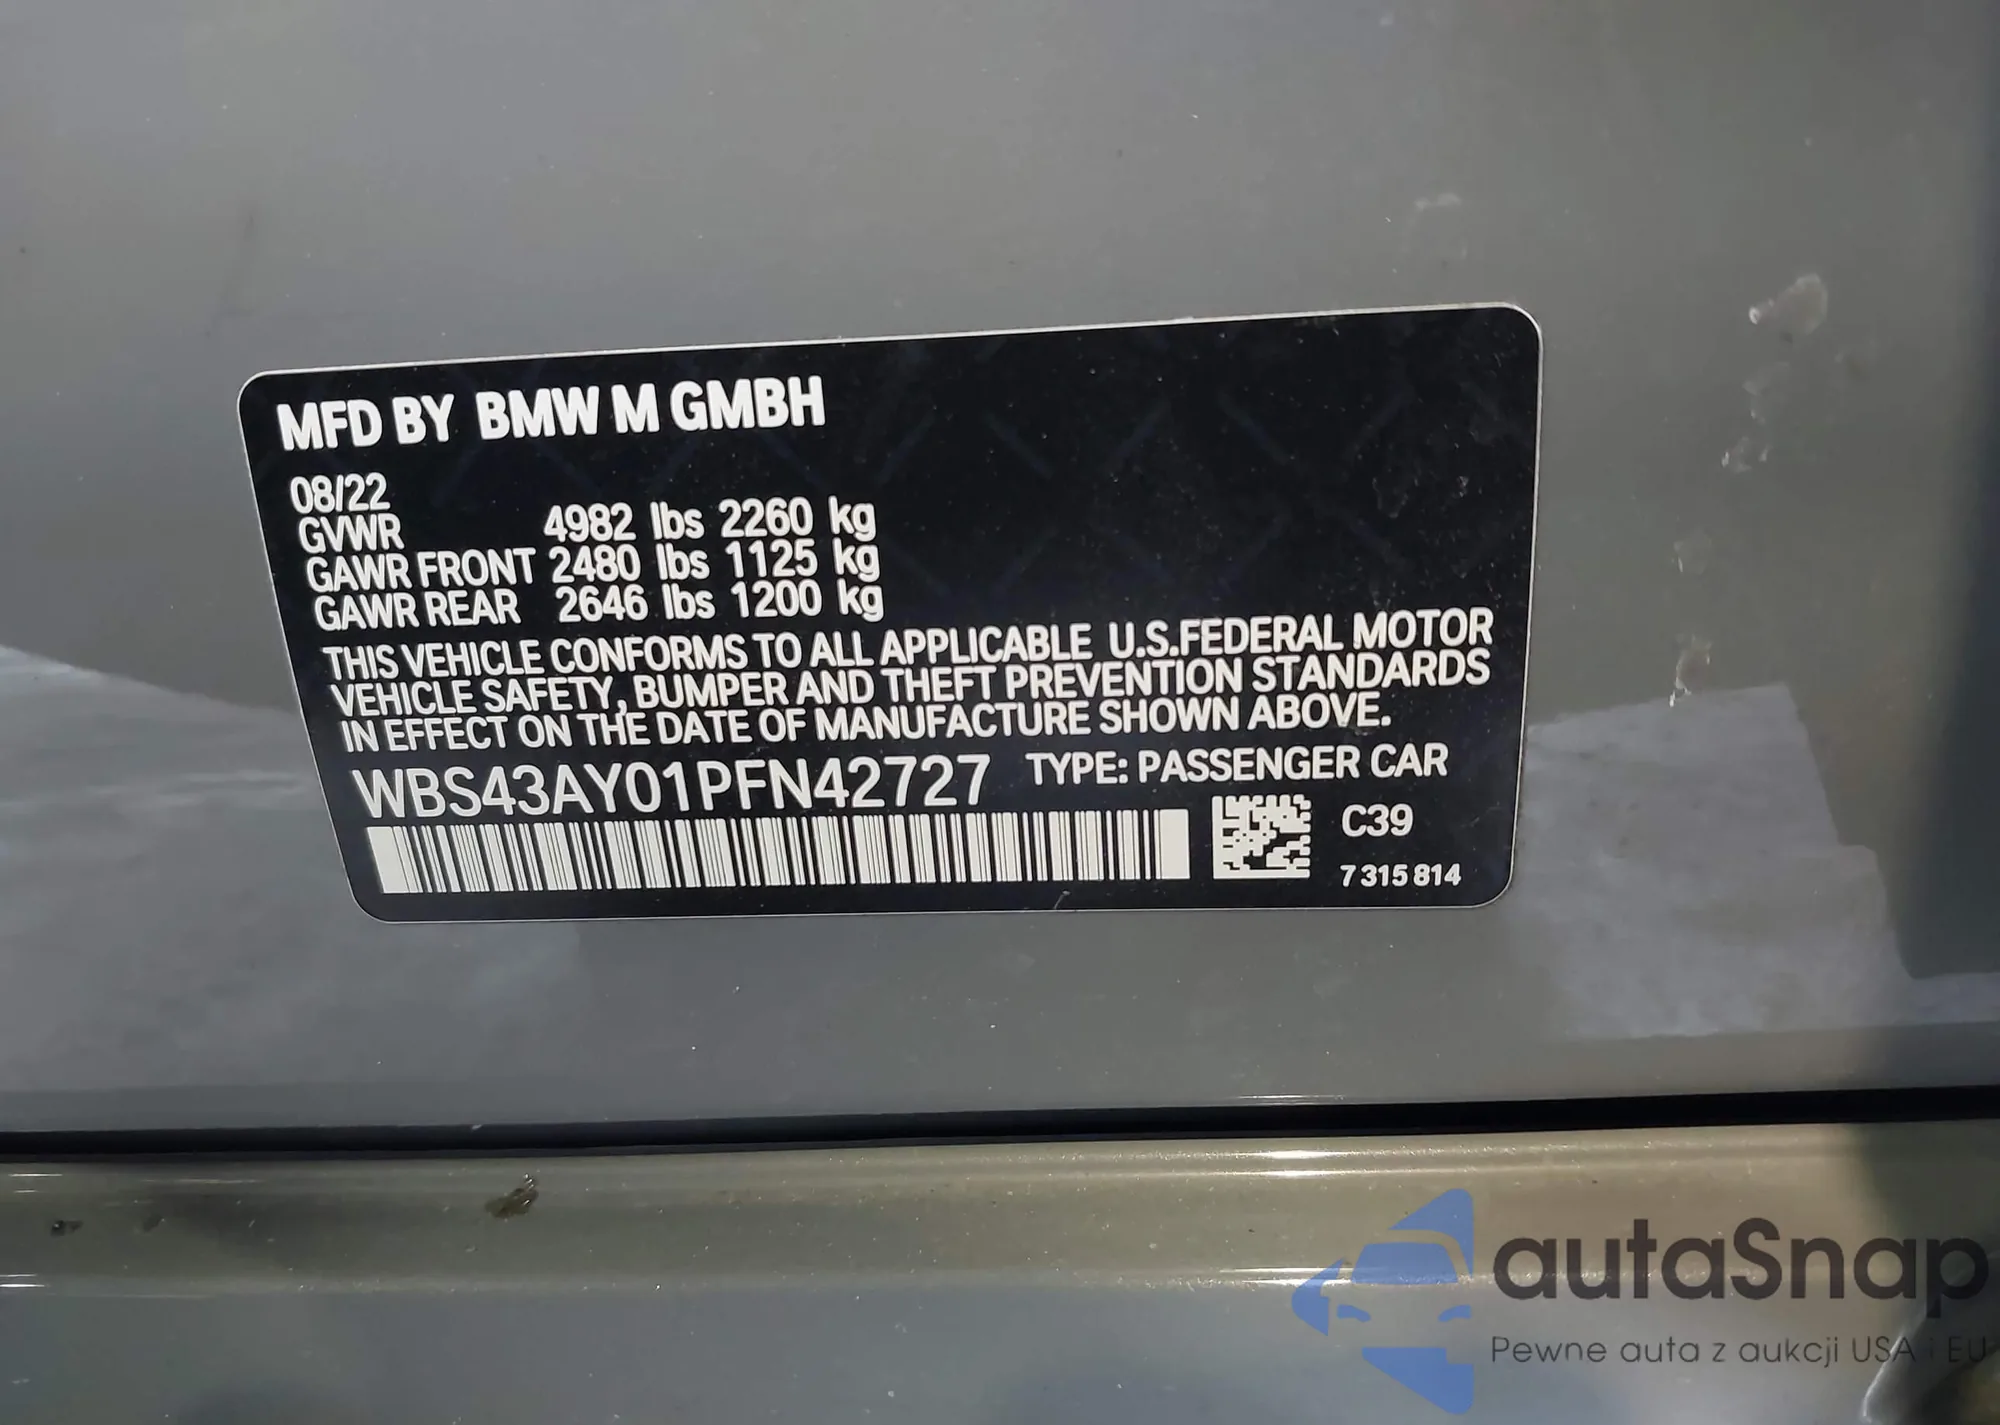 MFD BY BMW M GMBH
08/22
GVWR 4982 lbs 2260 kg
GAWR FRONT 2480 lbs 1125 kg
GAWR REAR 2646 lbs 1200 kg
THIS VEHICLE CONFORMS TO ALL APPLICABLE U.S.FEDERAL MOTOR
VEHICLE SAFETY, BUMPER AND THEFT PREVENTION STANDARDS
IN EFFECT ON THE DATE OF MANUFACTURE SHOWN ABOVE.
WBS43AY01PFN42727 TYPE: PASSENGER CAR
C39
7 315 814
autaSnap
Pewne auta z aukcji USA i EU